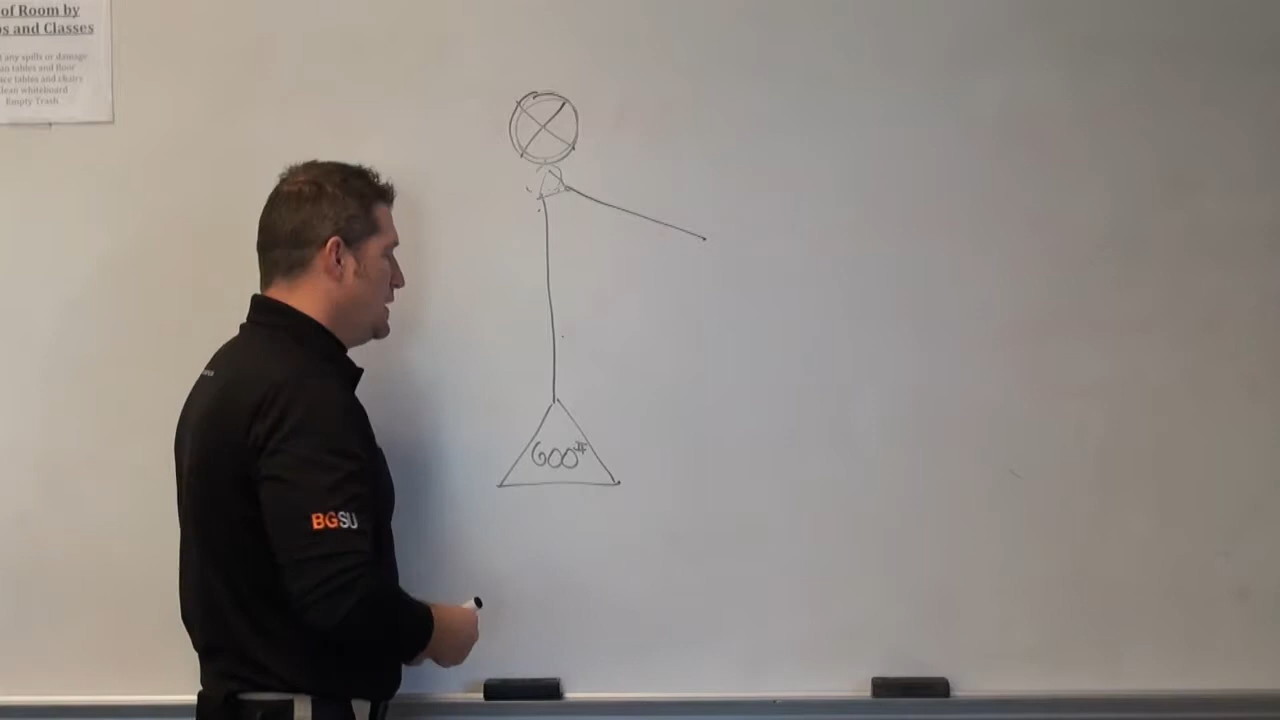 of Room by
s and Classes
any spills or damage
an tables and floor
ce tables and chairs
lean whiteboard
Empty Trash
600#
BGSU